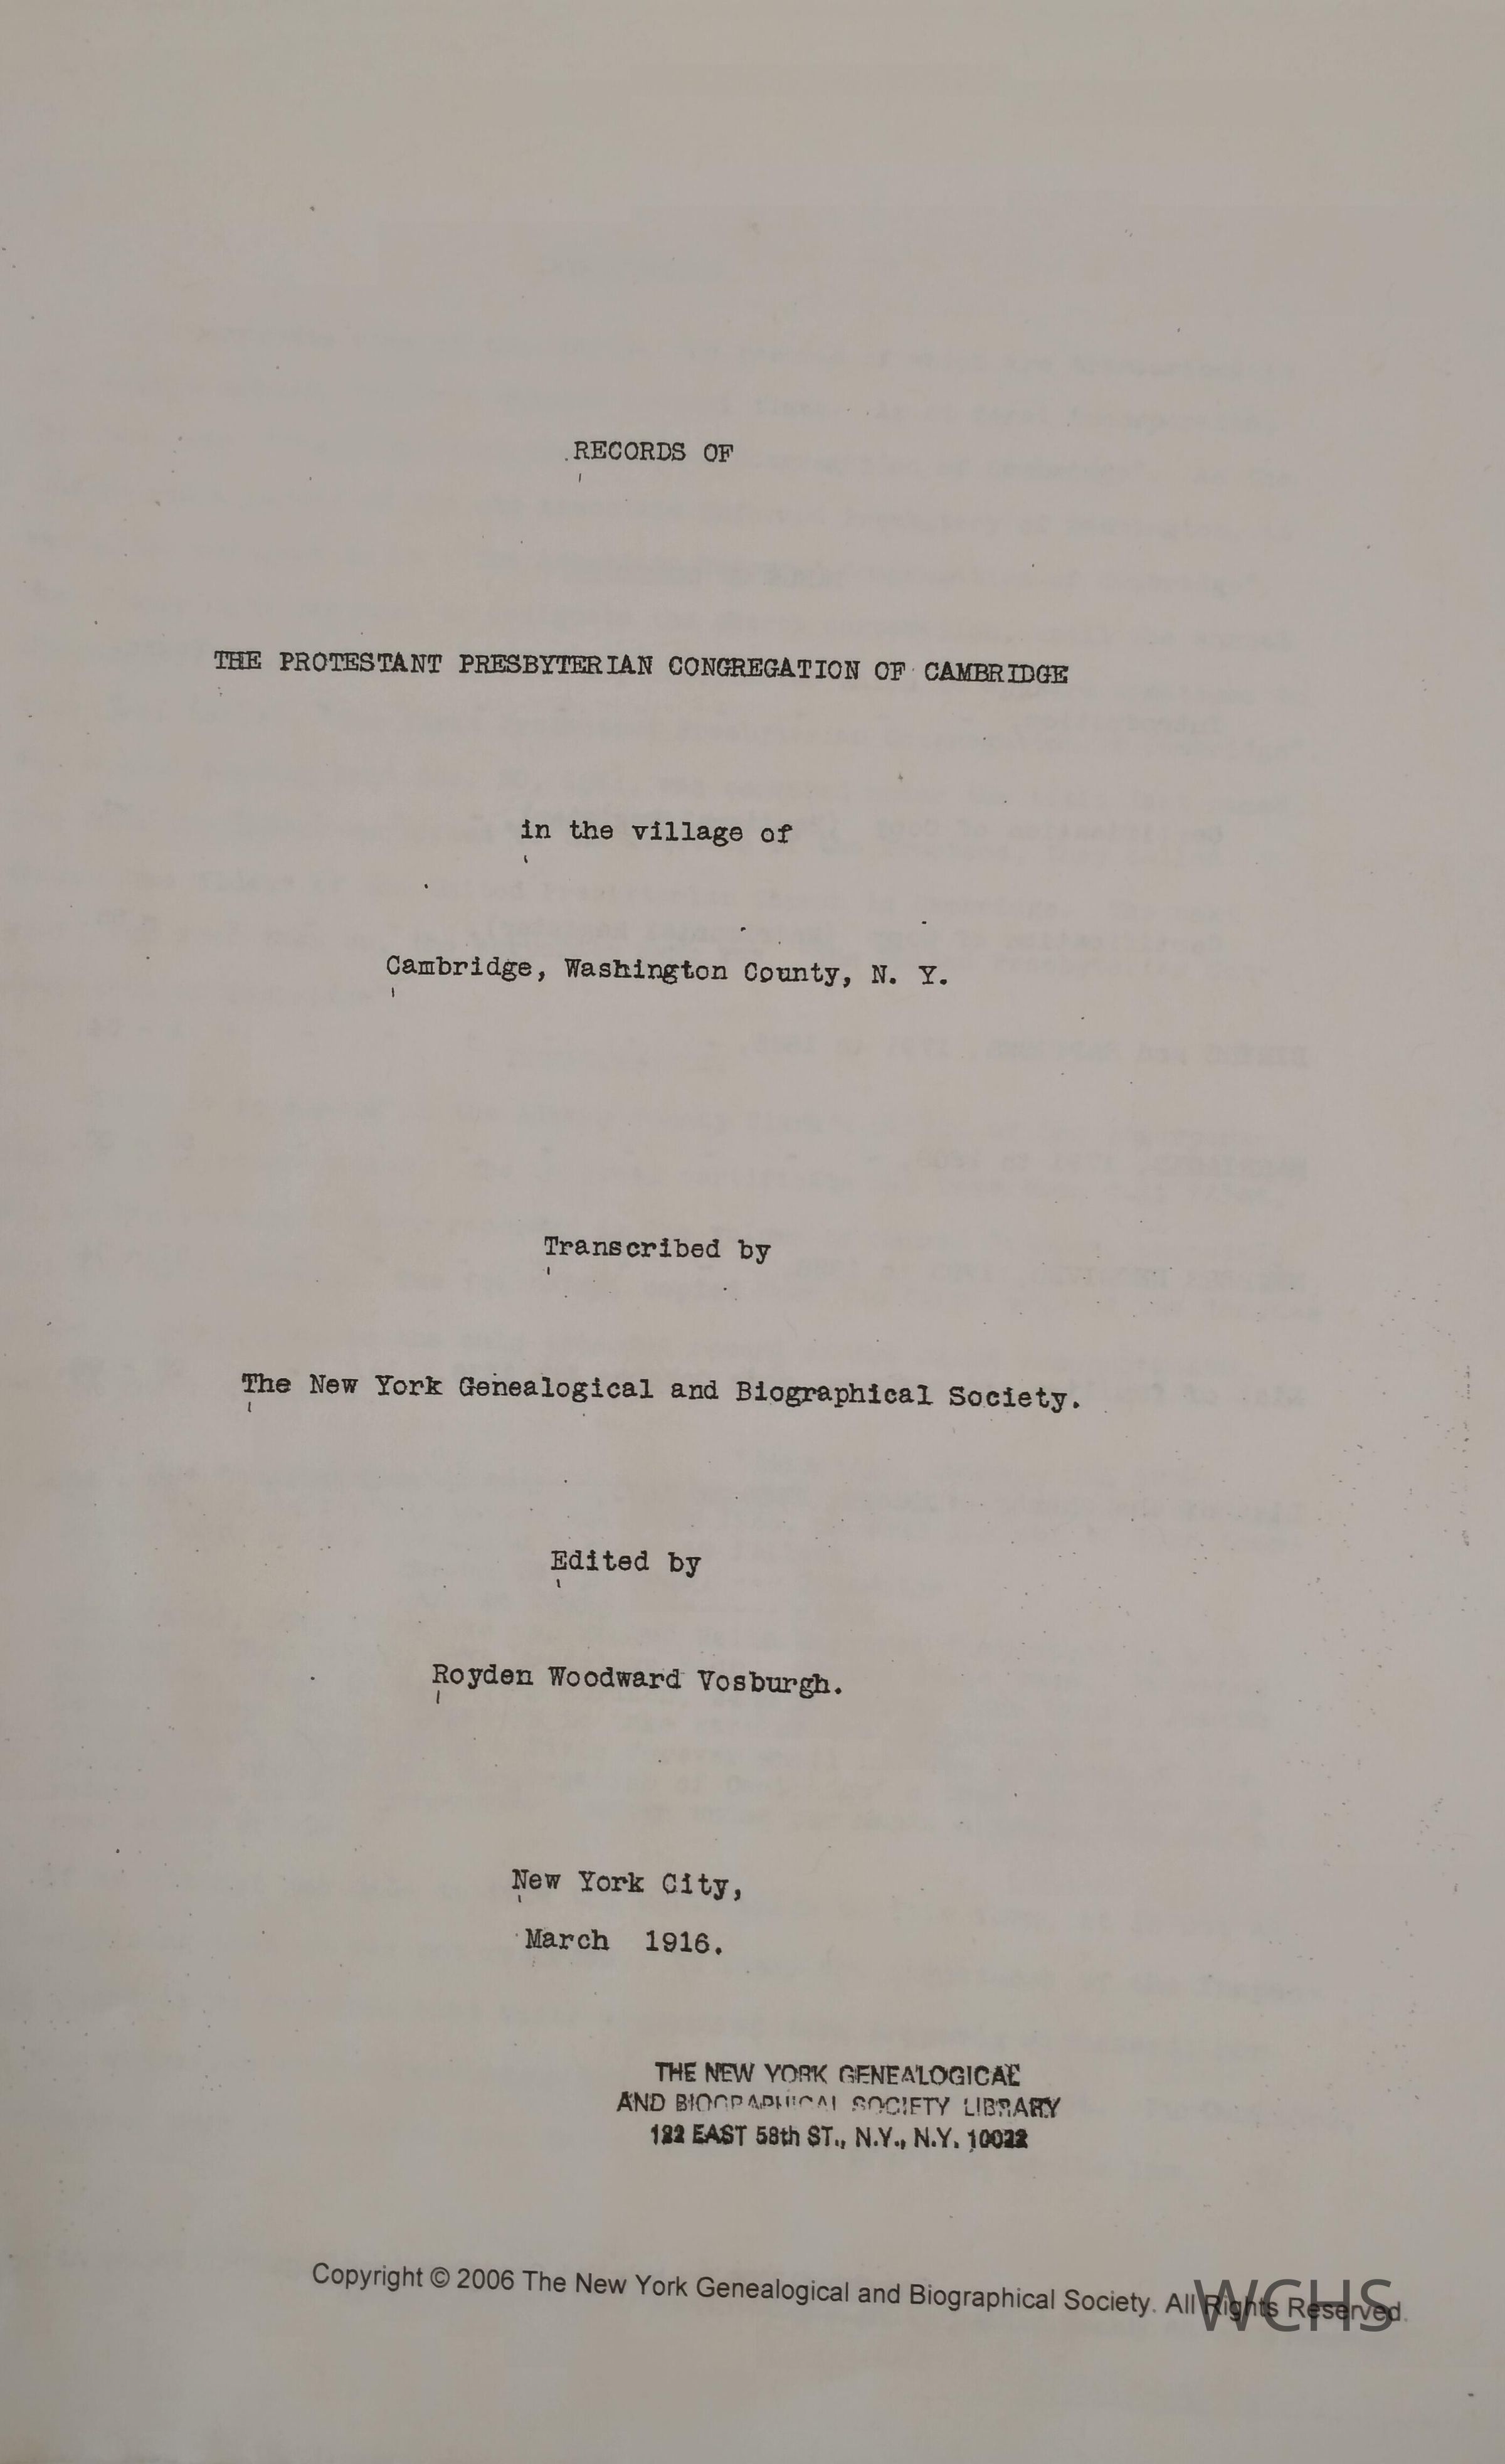 RECORDS OF
THE PROTESTANT PRESBYTERIAN CONGREGATION OF CAMBRIDGE
in the village of
Cambridge, Washington County, N. Y.
Transcribed by
The New York Genealogical and Biographical Society.
Edited by
Royden Woodward Vosburgh.
New York City,
March 1916.
THE NEW YORK GENEALOGICAL
AND BIOGRAPHICAL SOCIETY LIBRARY
122 EAST 58th ST., N.Y., N.Y. 10022
Copyright © 2006 The New York Genealogical and Biographical Society. All Rights Reserved.
WCHS